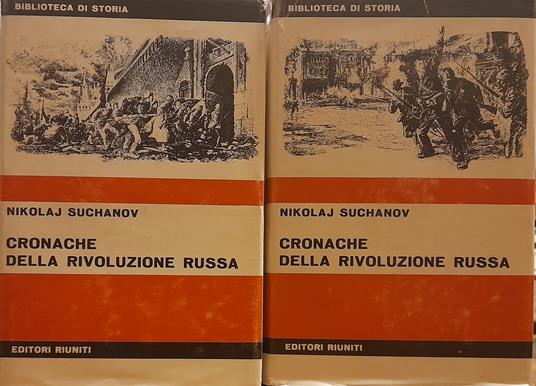 BIBLIOTECA DI STORIA
NIKOLAJ SUCHANOV
CRONACHE
DELLA RIVOLUZIONE RUSSA
EDITORI RIUNITI
BIBLIOTECA DI STORIA
NIKOLAJ SUCHANOV
CRONACHE
DELLA RIVOLUZIONE RUSSA
EDITORI RIUNITI